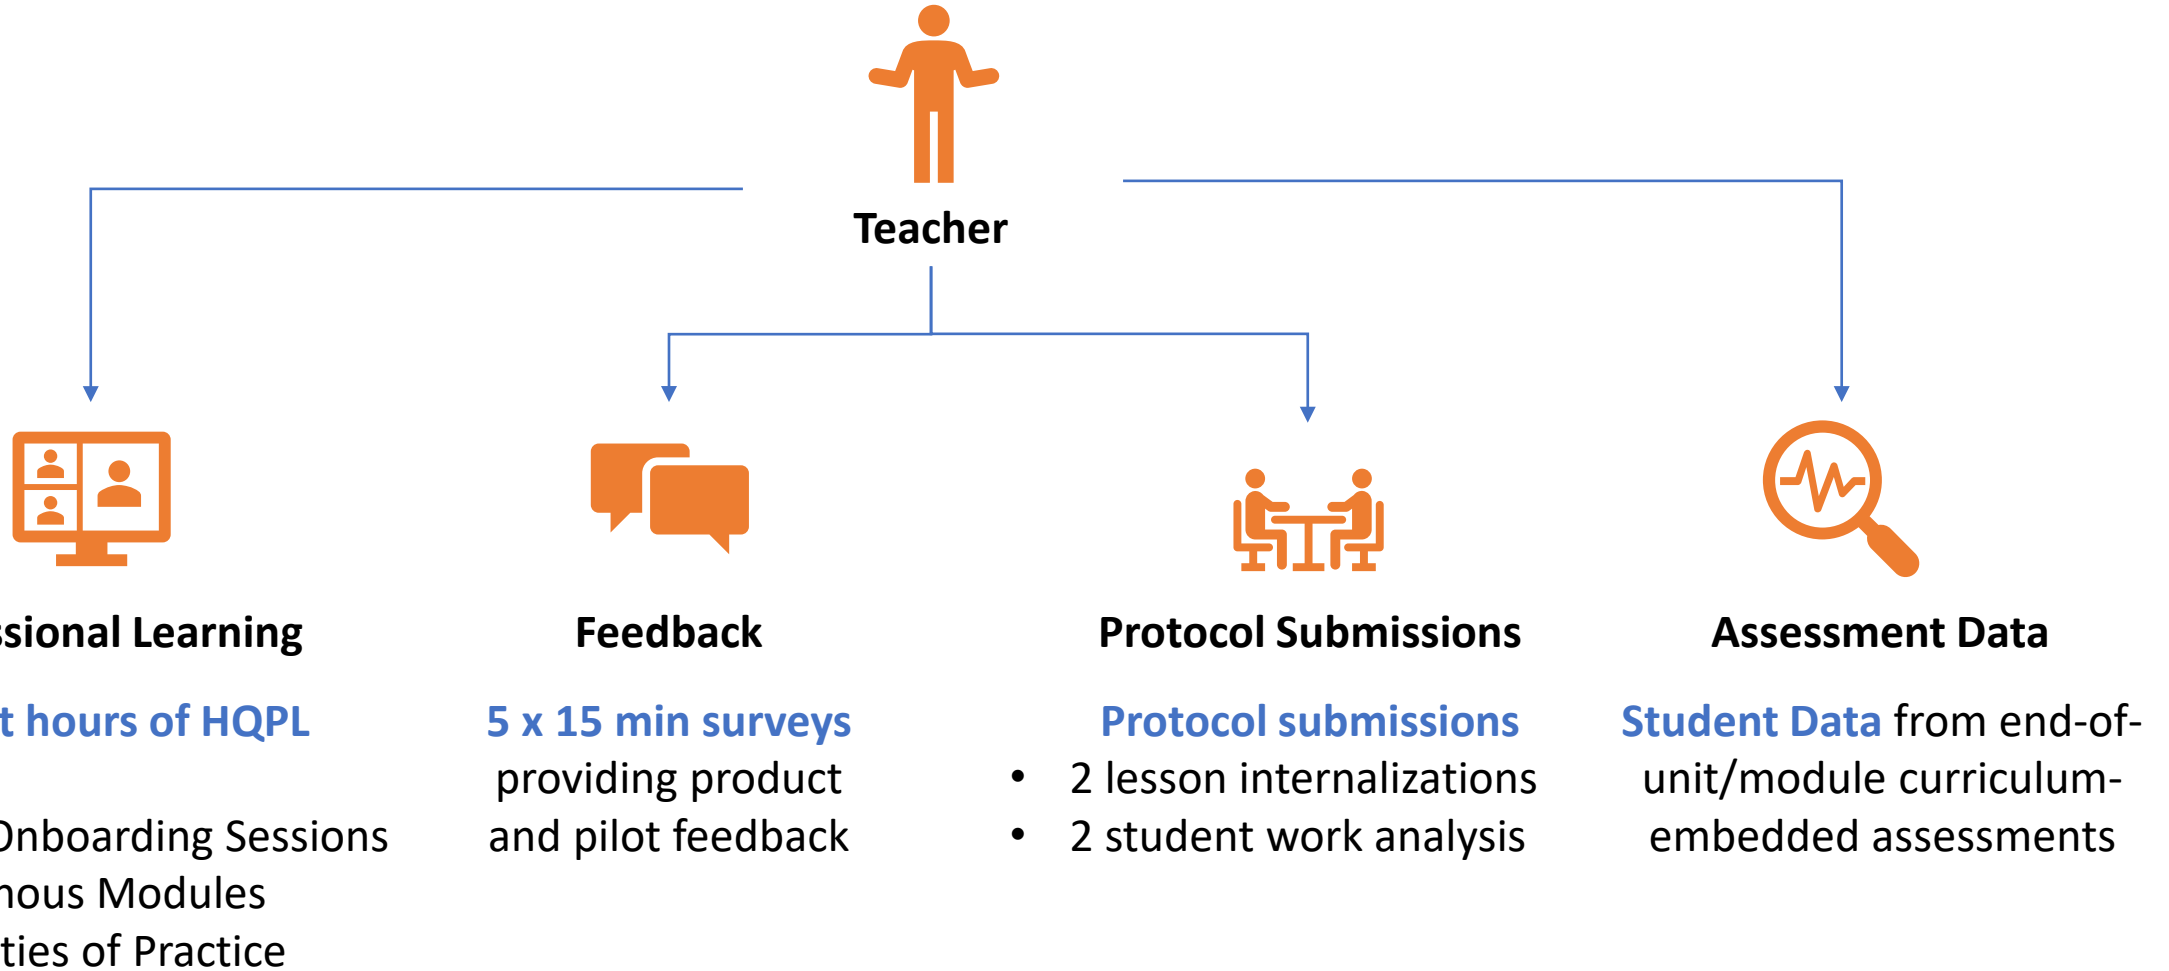 Teacher
ssional Learning
t hours of HQPL
Onboarding Sessions
nous Modules
ties of Practice
Feedback
5 x 15 min surveys
providing product
and pilot feedback
Protocol Submissions
Protocol submissions
• 2 lesson internalizations
• 2 student work analysis
Assessment Data
Student Data from end-of-
unit/module curriculum-
embedded assessments